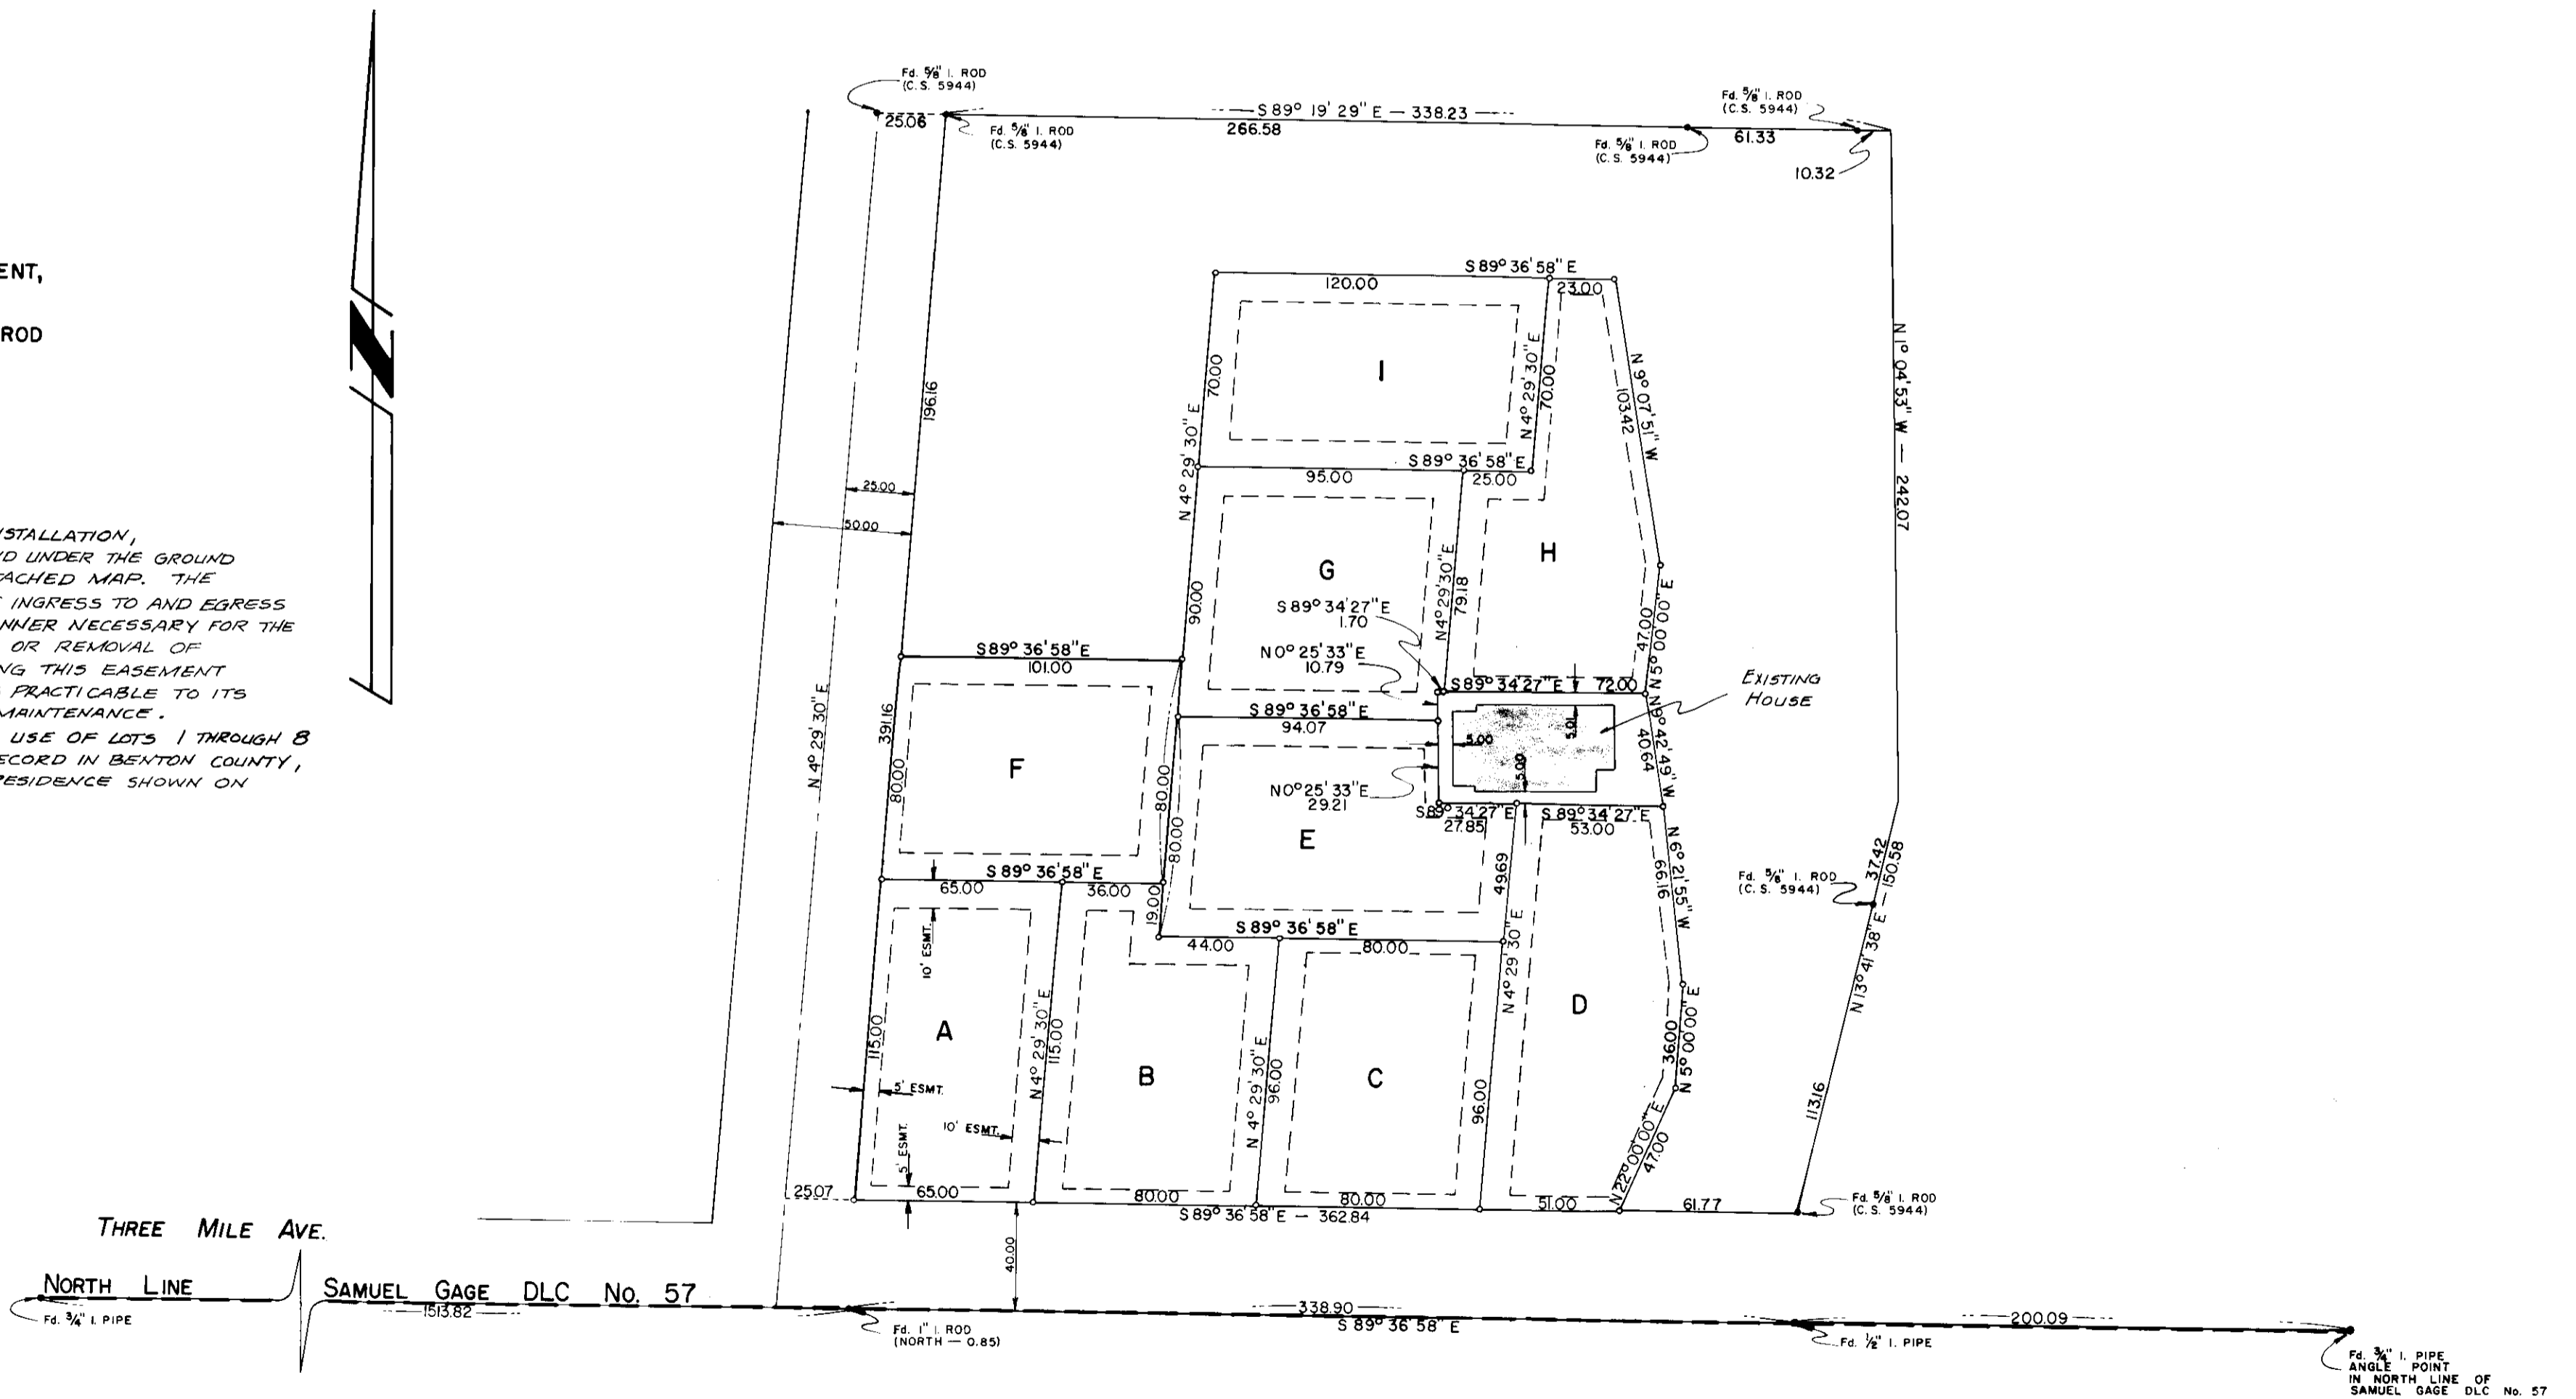 ENT,
ROD
STALLATION,
D UNDER THE GROUND
TACHED MAP. THE
INGRESS TO AND EGRESS
NNER NECESSARY FOR THE
OR REMOVAL OF
NG THIS EASEMENT
PRACTICABLE TO ITS
MAINTENANCE.
USE OF LOTS 1 THROUGH 8
ECORD IN BENTON COUNTY,
RESIDENCE SHOWN ON
N
Fd. 5/8" I. ROD
(C.S. 5944)
25.06
Fd. 5/8" I. ROD
(C.S. 5944)
S 89° 19' 29" E — 338.23
266.58
Fd. 5/8" I. ROD
(C.S. 5944)
Fd. 5/8" I. ROD
(C.S. 5944)
61.33
10.32
196.16
25.00
50.00
N 4° 29' 30" E
391.16
N 1° 04' 53" W — 242.07
S 89° 36' 58" E
120.00
23.00
I
70.00
N 4° 29' 30" E
N 4° 29' 30" E
70.00
N 9° 07' 51" W
103.42
S 89° 36' 58" E
95.00
25.00
G
H
90.00
N 4° 29' 30" E
79.18
S 89° 34' 27" E
1.70
N 0° 25' 33" E
10.79
47.00
N 5° 00' 00" E
S 89° 34' 27" E
72.00
EXISTING
HOUSE
S 89° 36' 58" E
101.00
S 89° 36' 58" E
94.07
5.00
5.01
5.00
N 9° 42' 49" W
40.64
F
80.00
80.00
80.00
N 0° 25' 33" E
29.21
S 89° 34' 27" E
27.85
S 89° 34' 27" E
53.00
E
49.69
N 6° 21' 55" W
66.16
37.42
N 13° 41' 38" E — 150.58
Fd. 5/8" I. ROD
(C.S. 5944)
S 89° 36' 58" E
65.00
36.00
19.00
S 89° 36' 58" E
44.00
80.00
10' ESMT.
N 4° 29' 30" E
D
A
B
C
115.00
N 4° 29' 30" E
115.00
N 4° 29' 30" E
96.00
96.00
36.00
N 5° 00' 00" E
5' ESMT.
10' ESMT.
5' ESMT.
N 22° 00' 00" E
47.00
113.16
25.07
65.00
80.00
80.00
51.00
61.77
S 89° 36' 58" E — 362.84
Fd. 5/8" I. ROD
(C.S. 5944)
40.00
THREE MILE AVE.
NORTH LINE SAMUEL GAGE DLC No. 57
1513.82
338.90
S 89° 36' 58" E
200.09
Fd. 3/4" I. PIPE
Fd. 1" I. ROD
(NORTH — 0.85)
Fd. 1/2" I. PIPE
Fd. 3/4" I. PIPE
ANGLE POINT
IN NORTH LINE OF
SAMUEL GAGE DLC No. 57